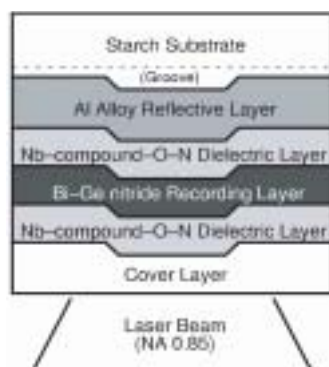 Starch Substrate
(Groove)
Al Alloy Reflective Layer
Nb–compound–O–N Dielectric Layer
Bi–Ge nitride Recording Layer
Nb–compound–O–N Dielectric Layer
Cover Layer
Laser Beam
(NA 0.85)